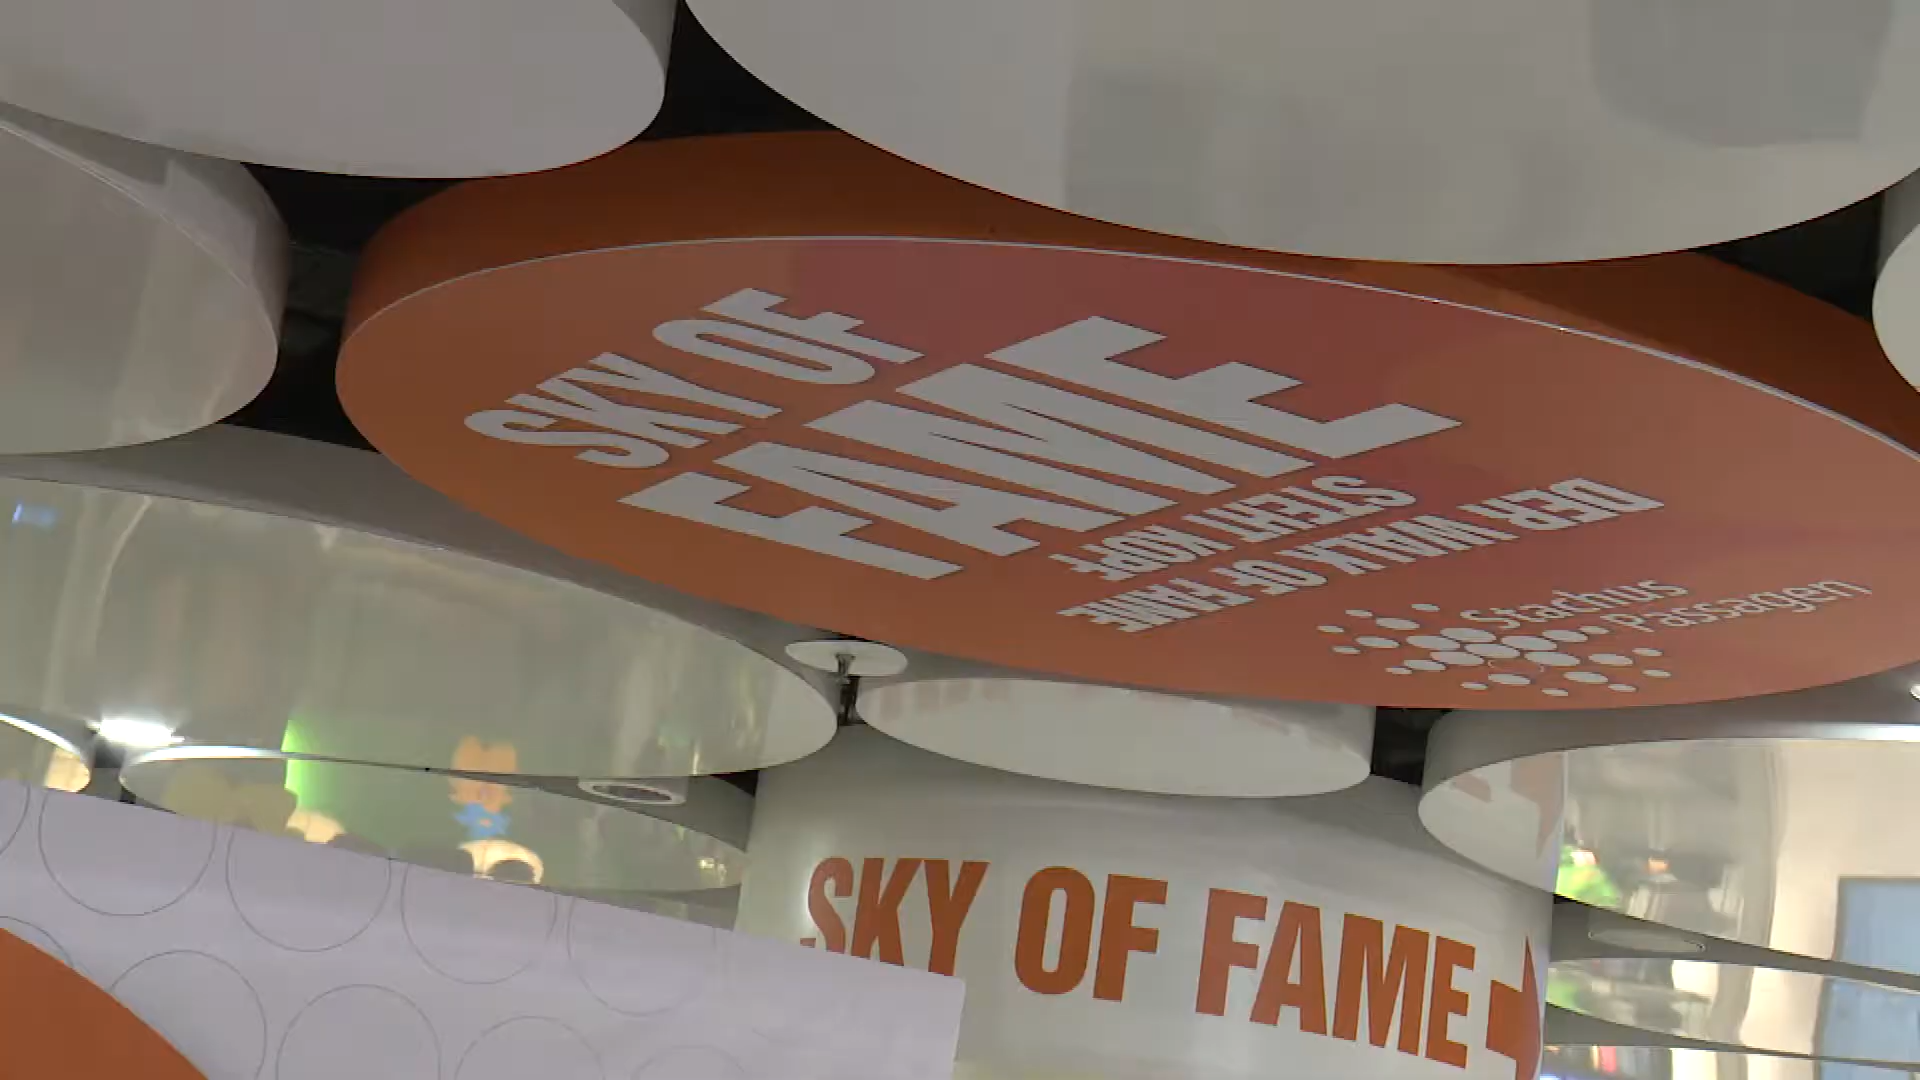 SKY OF
FAME
DER WALK OF FAME
STEHT KOPF
Stachus
Passagen
SKY OF FAME